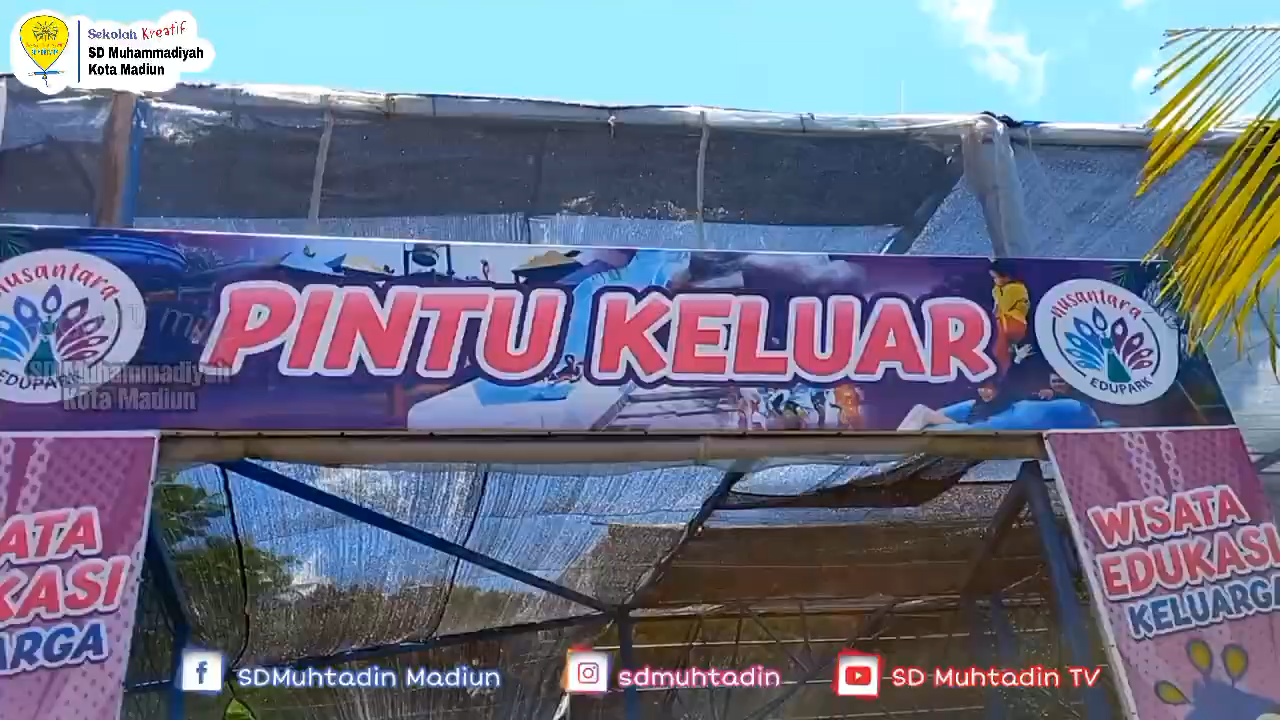 Sekolah Kreatif
SD Muhammadiyah
Kota Madiun
nusantara
EDUPARK
PINTU KELUAR
nusantara
EDUPARK
SD Muhammadiyah
Kota Madiun
ATA
KASI
ARGA
WISATA
EDUKASI
KELUARGA
SDMuhtadin Madiun
sdmuhtadin
SD Muhtadin TV